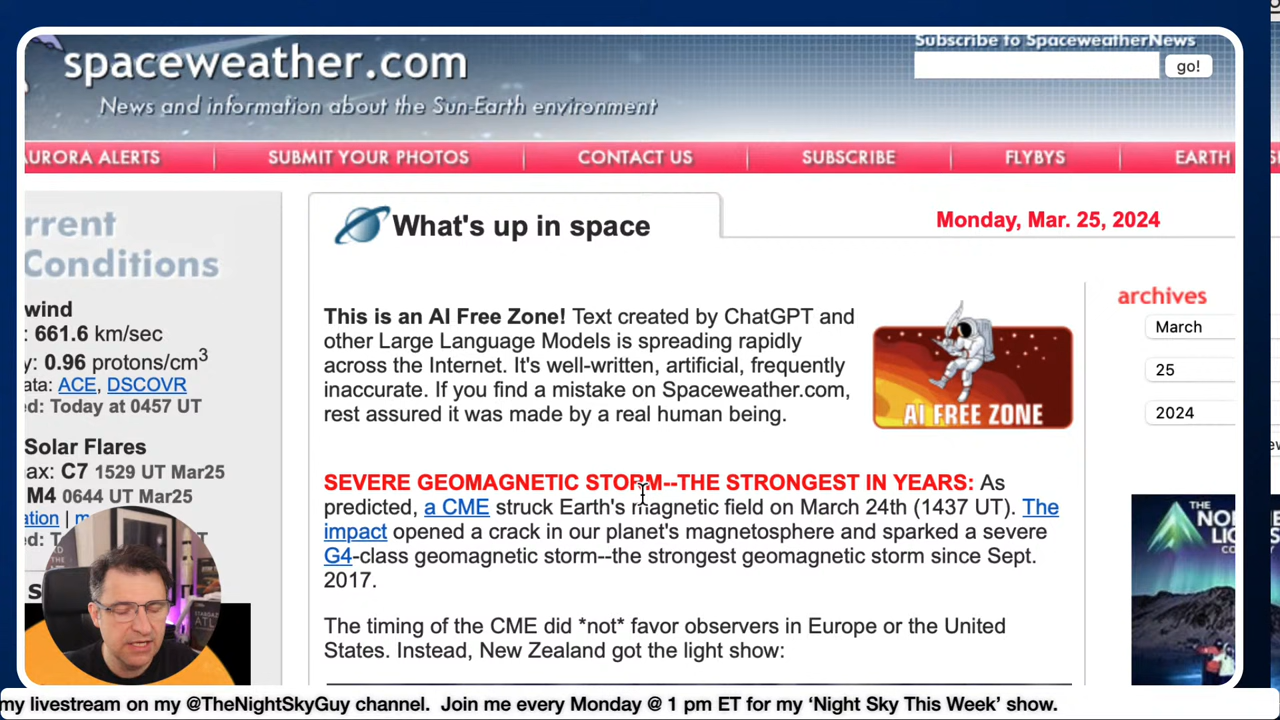 spaceweather.com
News and information about the Sun-Earth environment
Subscribe to SpaceweatherNews
go!
AURORA ALERTS
SUBMIT YOUR PHOTOS
CONTACT US
SUBSCRIBE
FLYBYS
EARTH
rrent
Conditions
wind
: 661.6 km/sec
y: 0.96 protons/cm3
ata: ACE, DSCOVR
ed: Today at 0457 UT
Solar Flares
ax: C7 1529 UT Mar25
M4 0644 UT Mar25
What's up in space
Monday, Mar. 25, 2024
This is an AI Free Zone! Text created by ChatGPT and
other Large Language Models is spreading rapidly
across the Internet. It's well-written, artificial, frequently
inaccurate. If you find a mistake on Spaceweather.com,
rest assured it was made by a real human being.
AI FREE ZONE
SEVERE GEOMAGNETIC STORM--THE STRONGEST IN YEARS: As
predicted, a CME struck Earth's magnetic field on March 24th (1437 UT). The
impact opened a crack in our planet's magnetosphere and sparked a severe
G4-class geomagnetic storm--the strongest geomagnetic storm since Sept.
2017.
The timing of the CME did *not* favor observers in Europe or the United
States. Instead, New Zealand got the light show:
archives
March
25
2024
my livestream on my @TheNightSkyGuy channel. Join me every Monday @ 1 pm ET for my ‘Night Sky This Week’ show.